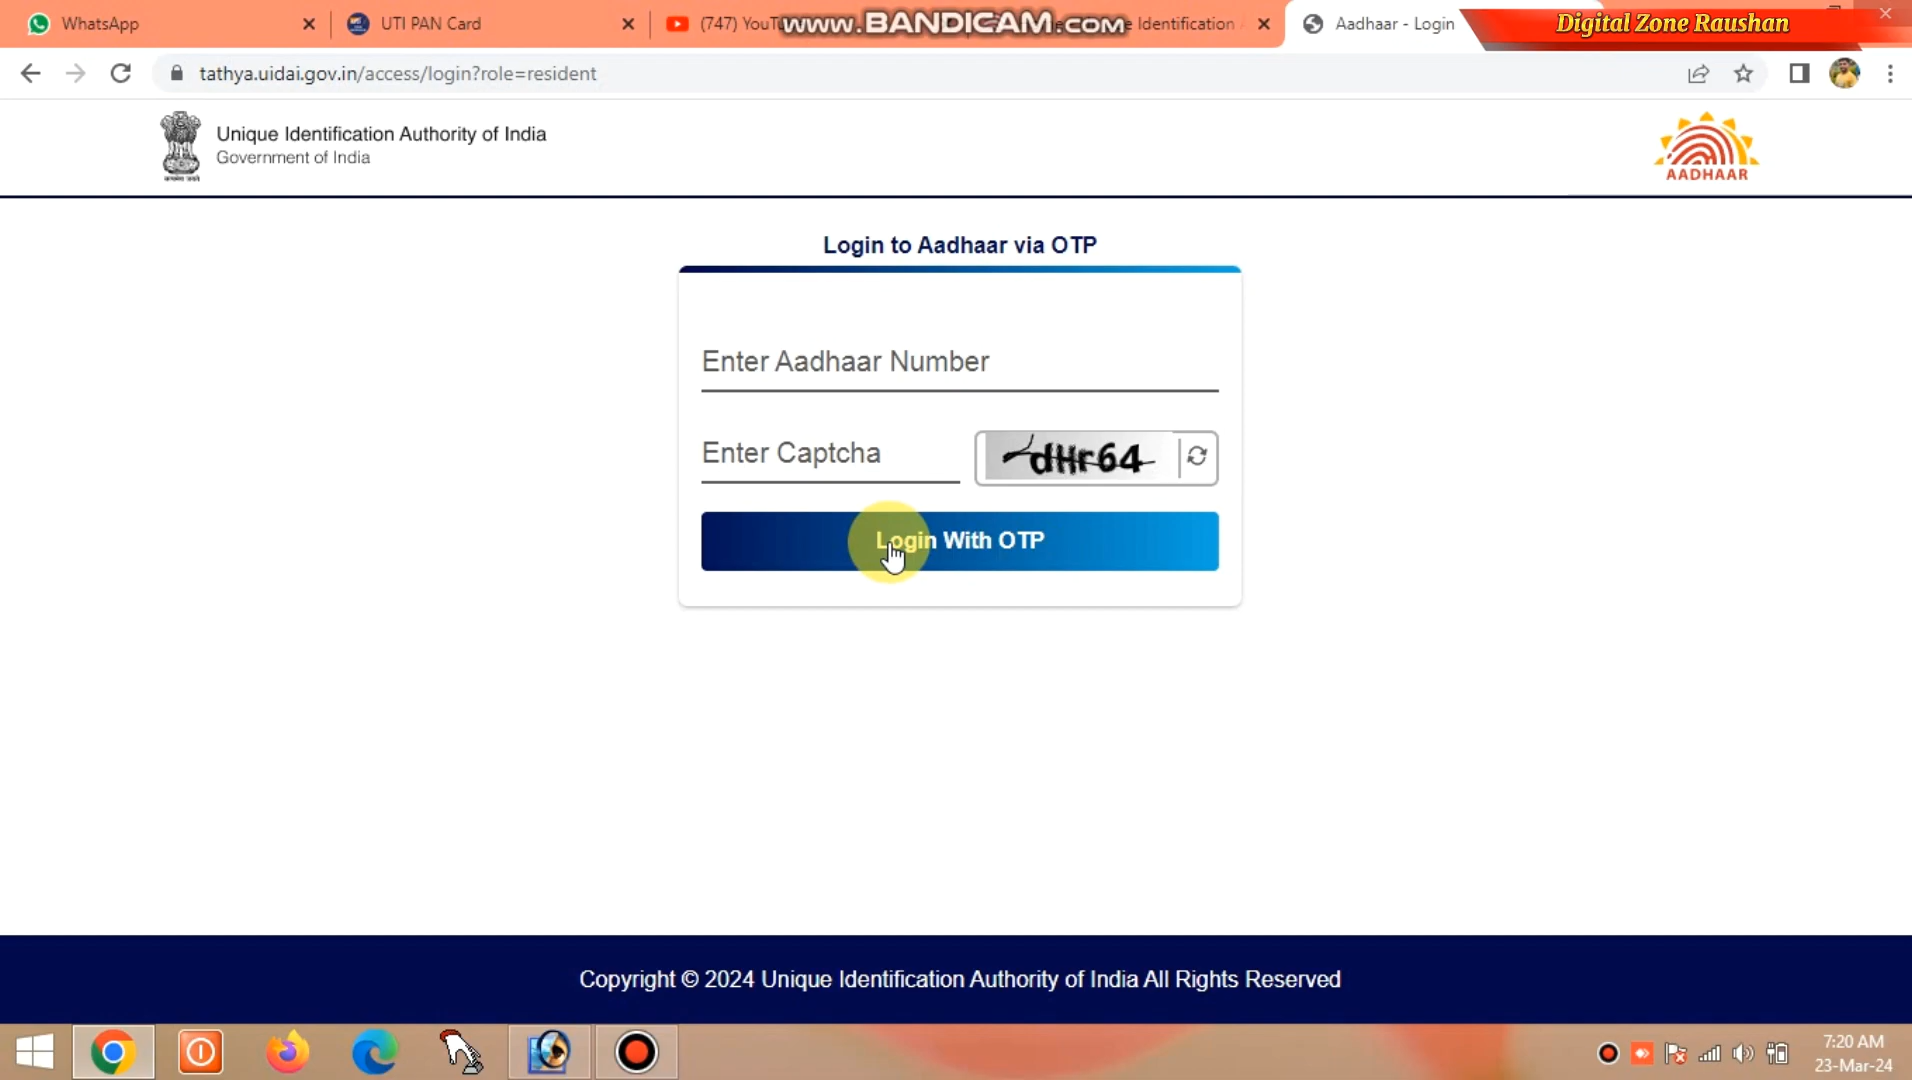 WhatsApp
UTI PAN Card
(747) YouTu
www.BANDICAM.com
Identification
Aadhaar - Login
Digital Zone Raushan
tathya.uidai.gov.in/access/login?role=resident
Unique Identification Authority of India
Government of India
AADHAAR
Login to Aadhaar via OTP
Enter Aadhaar Number
Enter Captcha
dHr64
Login With OTP
Copyright © 2024 Unique Identification Authority of India All Rights Reserved
7:20 AM
23-Mar-24